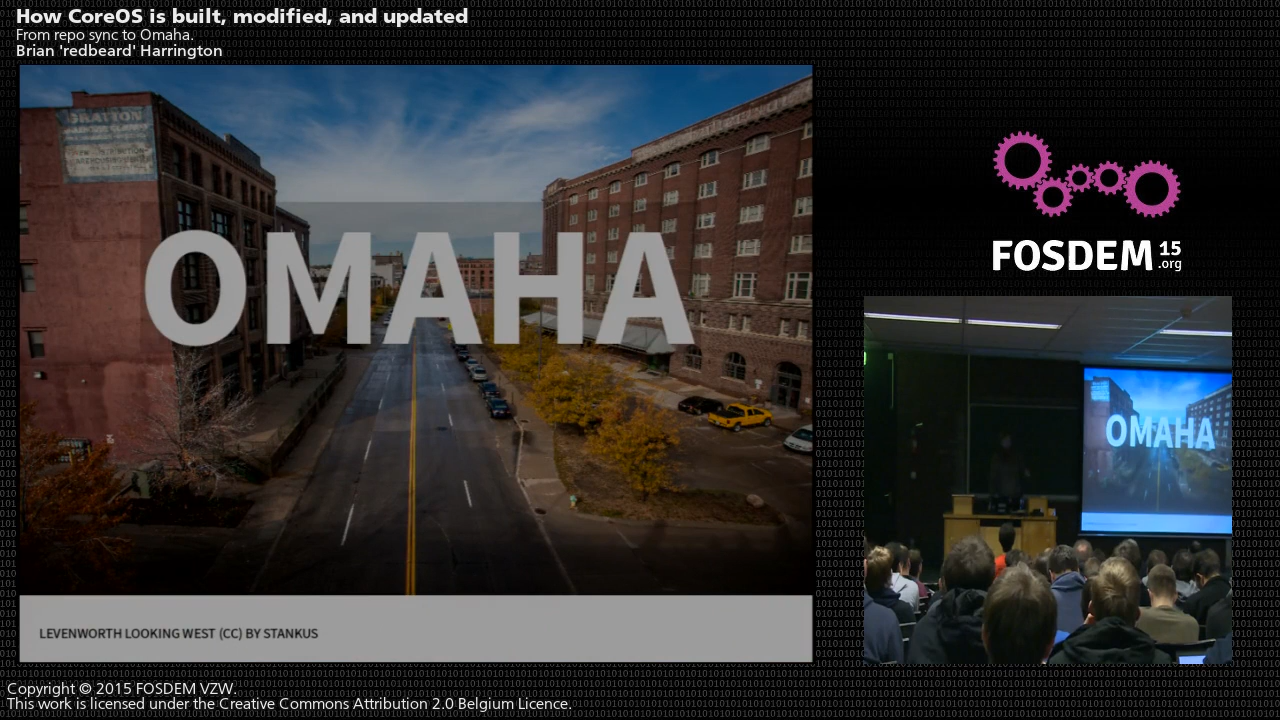 How CoreOS is built, modified, and updated
From repo sync to Omaha.
Brian 'redbeard' Harrington
OMAHA
LEVENWORTH LOOKING WEST (CC) BY STANKUS
FOSDEM 15
.org
OMAHA
Copyright © 2015 FOSDEM VZW.
This work is licensed under the Creative Commons Attribution 2.0 Belgium Licence.